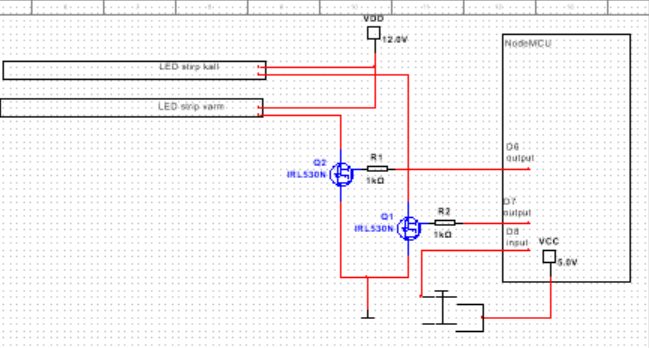 VDD
12.0V
NodeMCU
LED strip kall
LED strip varm
D6
output
Q2
IRL530N
R1
1kΩ
D7
output
Q1
IRL530N
R2
1kΩ
D8
input
VCC
5.0V